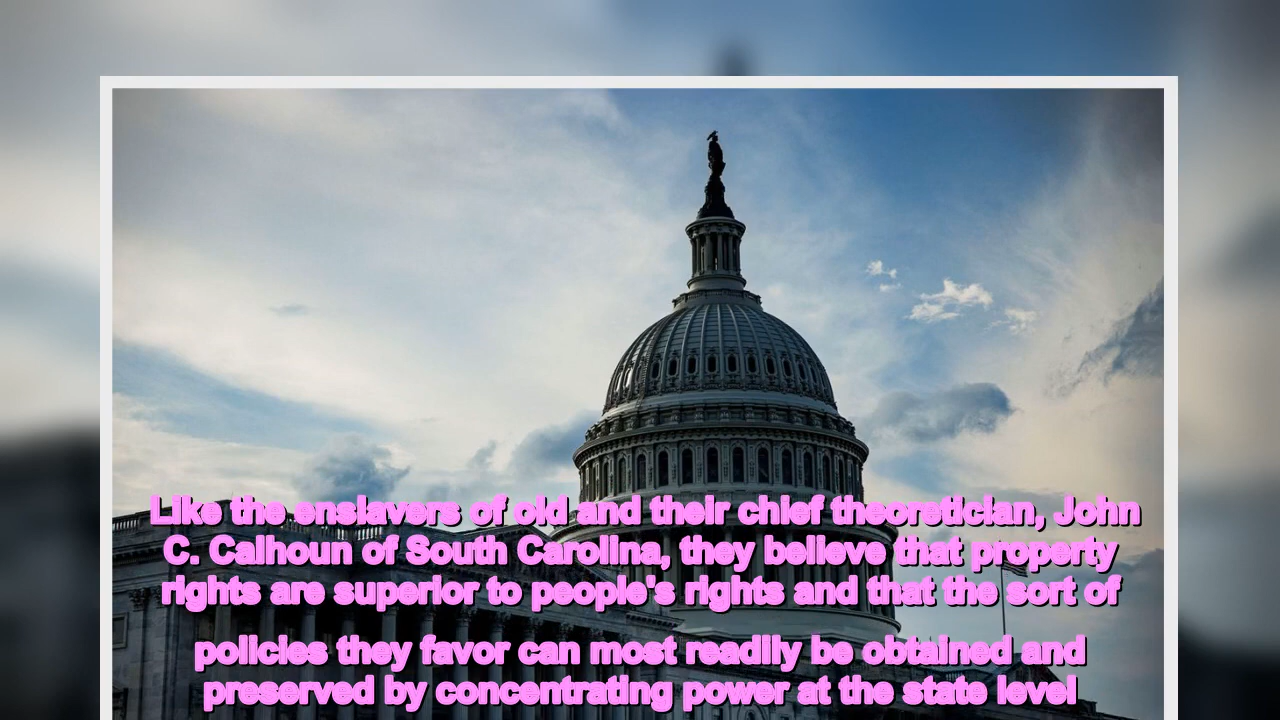 Like the enslavers of old and their chief theoretician, John
C. Calhoun of South Carolina, they believe that property
rights are superior to people's rights and that the sort of
policies they favor can most readily be obtained and
preserved by concentrating power at the state level